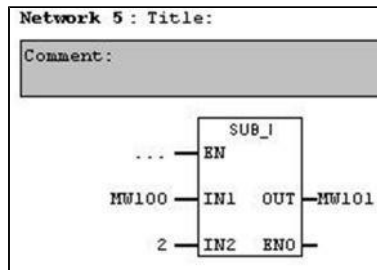 Network 5 : Title:
Comment:
SUB_I
... EN
MW100 IN1 OUT MW101
2 IN2 ENO